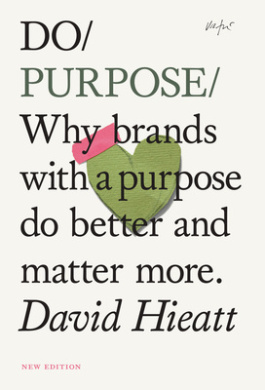 DO/
PURPOSE/
Why brands
with a purpose
do better and
matter more.
David Hieatt
NEW EDITION